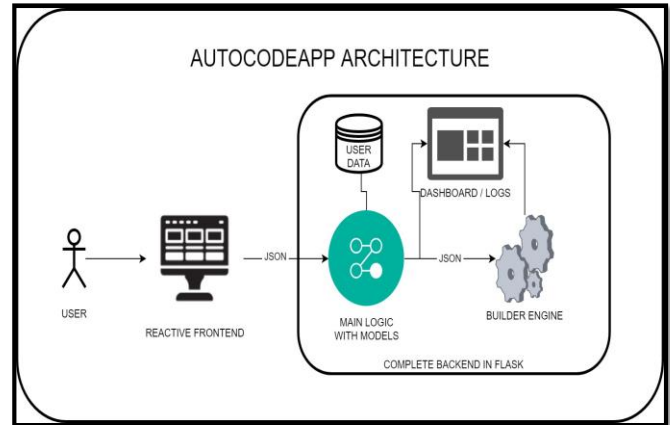 AUTOCODEAPP ARCHITECTURE
USER
DATA
DASHBOARD / LOGS
JSON
JSON
USER
REACTIVE FRONTEND
MAIN LOGIC
WITH MODELS
BUILDER ENGINE
COMPLETE BACKEND IN FLASK